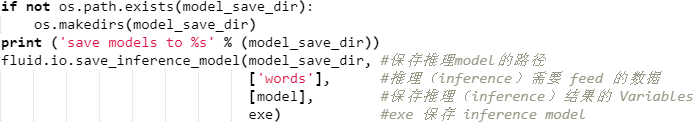 if not os.path.exists(model_save_dir):
    os.makedirs(model_save_dir)
print ('save models to %s' % (model_save_dir))
fluid.io.save_inference_model(model_save_dir, #保存推理model的路径
                              ['words'],      #推理（inference）需要 feed 的数据
                              [model],        #保存推理（inference）结果的 Variables
                              exe)            #exe 保存 inference model